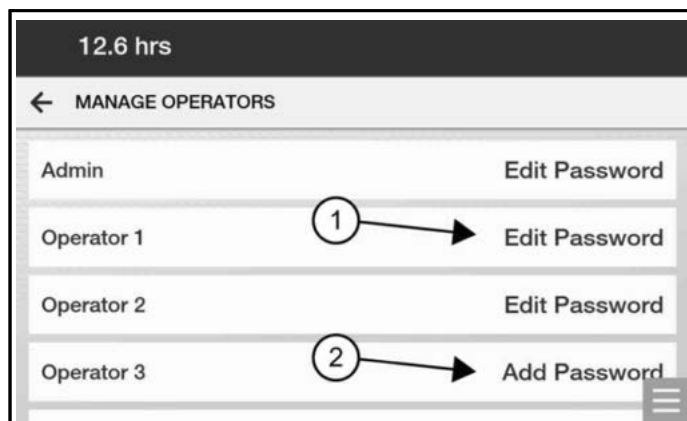 12.6 hrs
← MANAGE OPERATORS
Admin Edit Password
Operator 1 1 Edit Password
Operator 2 Edit Password
Operator 3 2 Add Password